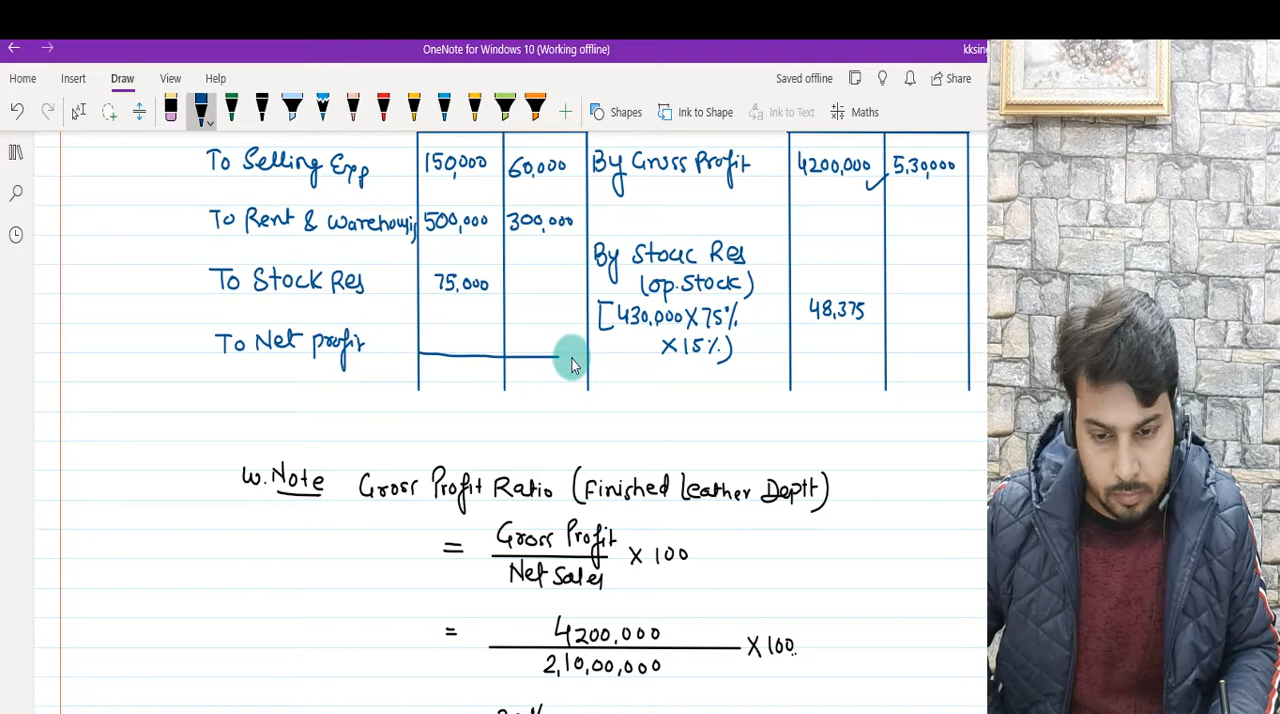 OneNote for Windows 10 (Working offline)
kksing
Home Insert Draw View Help
Saved offline Share
Shapes Ink to Shape Ink to Text Maths
To Selling Exp 150,000 60,000 By Gross Profit 4200,000 5,30,000
To Rent & warehousi 500,000 300,000
By Stock Res
To Stock Res 75,000 (op. Stock)
[430,000 X 75% 48,375
To Net profit X 15%)
W. Note Gross Profit Ratio (Finished Leather Deptt)
= Gross Profit
Net Sales X 100
= 4200,000
2,10,00,000 X 100